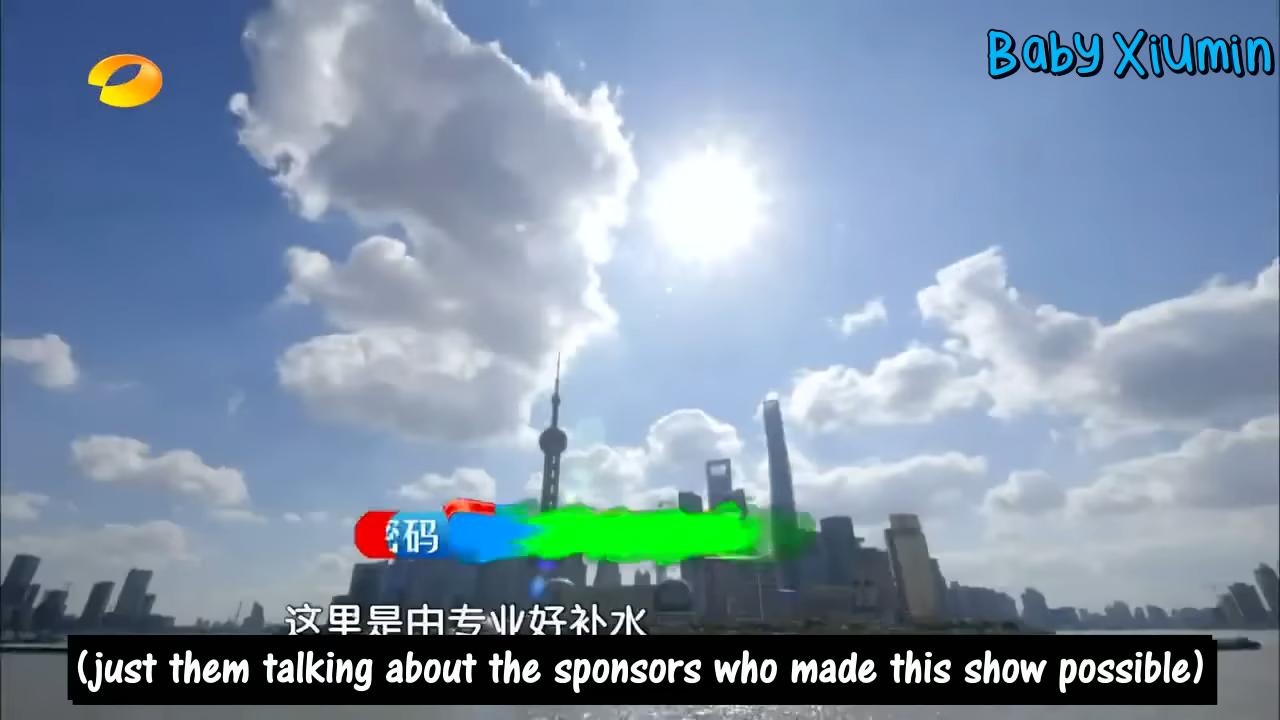 Baby Xiumin
密码
这里是由专业好补水
(just them talking about the sponsors who made this show possible)